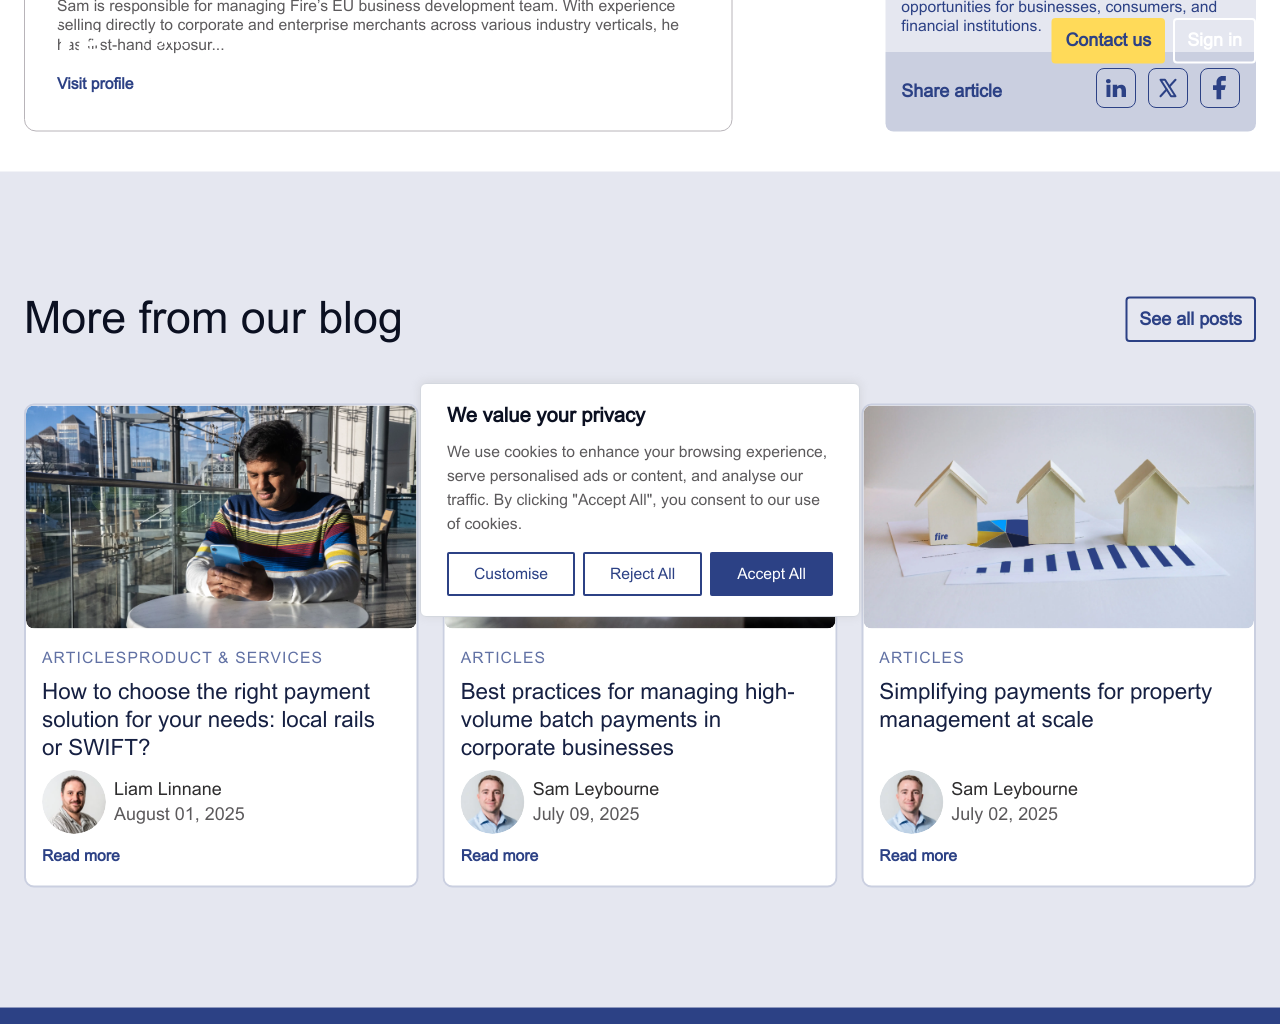 Sam is responsible for managing Fire's EU business development team. With experience
selling directly to corporate and enterprise merchants across various industry verticals, he
has first-hand exposur...
Visit profile
opportunities for businesses, consumers, and
financial institutions.
Contact us
Sign in
Share article
More from our blog
See all posts
We value your privacy
We use cookies to enhance your browsing experience,
serve personalised ads or content, and analyse our
traffic. By clicking "Accept All", you consent to our use
of cookies.
Customise
Reject All
Accept All
fire
ARTICLESPRODUCT & SERVICES
How to choose the right payment
solution for your needs: local rails
or SWIFT?
Liam Linnane
August 01, 2025
Read more
ARTICLES
Best practices for managing high-
volume batch payments in
corporate businesses
Sam Leybourne
July 09, 2025
Read more
ARTICLES
Simplifying payments for property
management at scale
Sam Leybourne
July 02, 2025
Read more